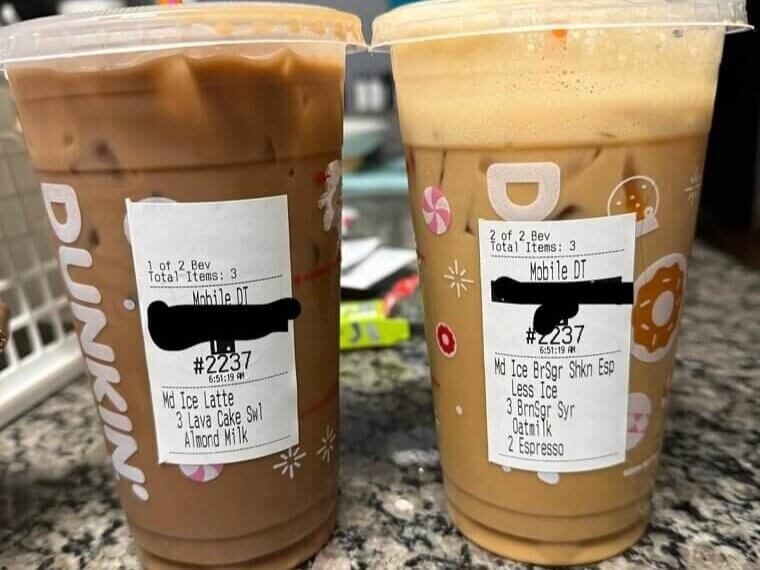 DUNKIN'
1 of 2 Bev
Total Items: 3
Mobile DT
#2237
6:51:19 AM
Md Ice Latte
3 Lava Cake Swl
Almond Milk
D
2 of 2 Bev
Total Items: 3
Mobile DT
#2237
6:51:19 AM
Md Ice BrSgr Shkn Esp
Less Ice
3 BrnSgr Syr
Oatmilk
2 Espresso